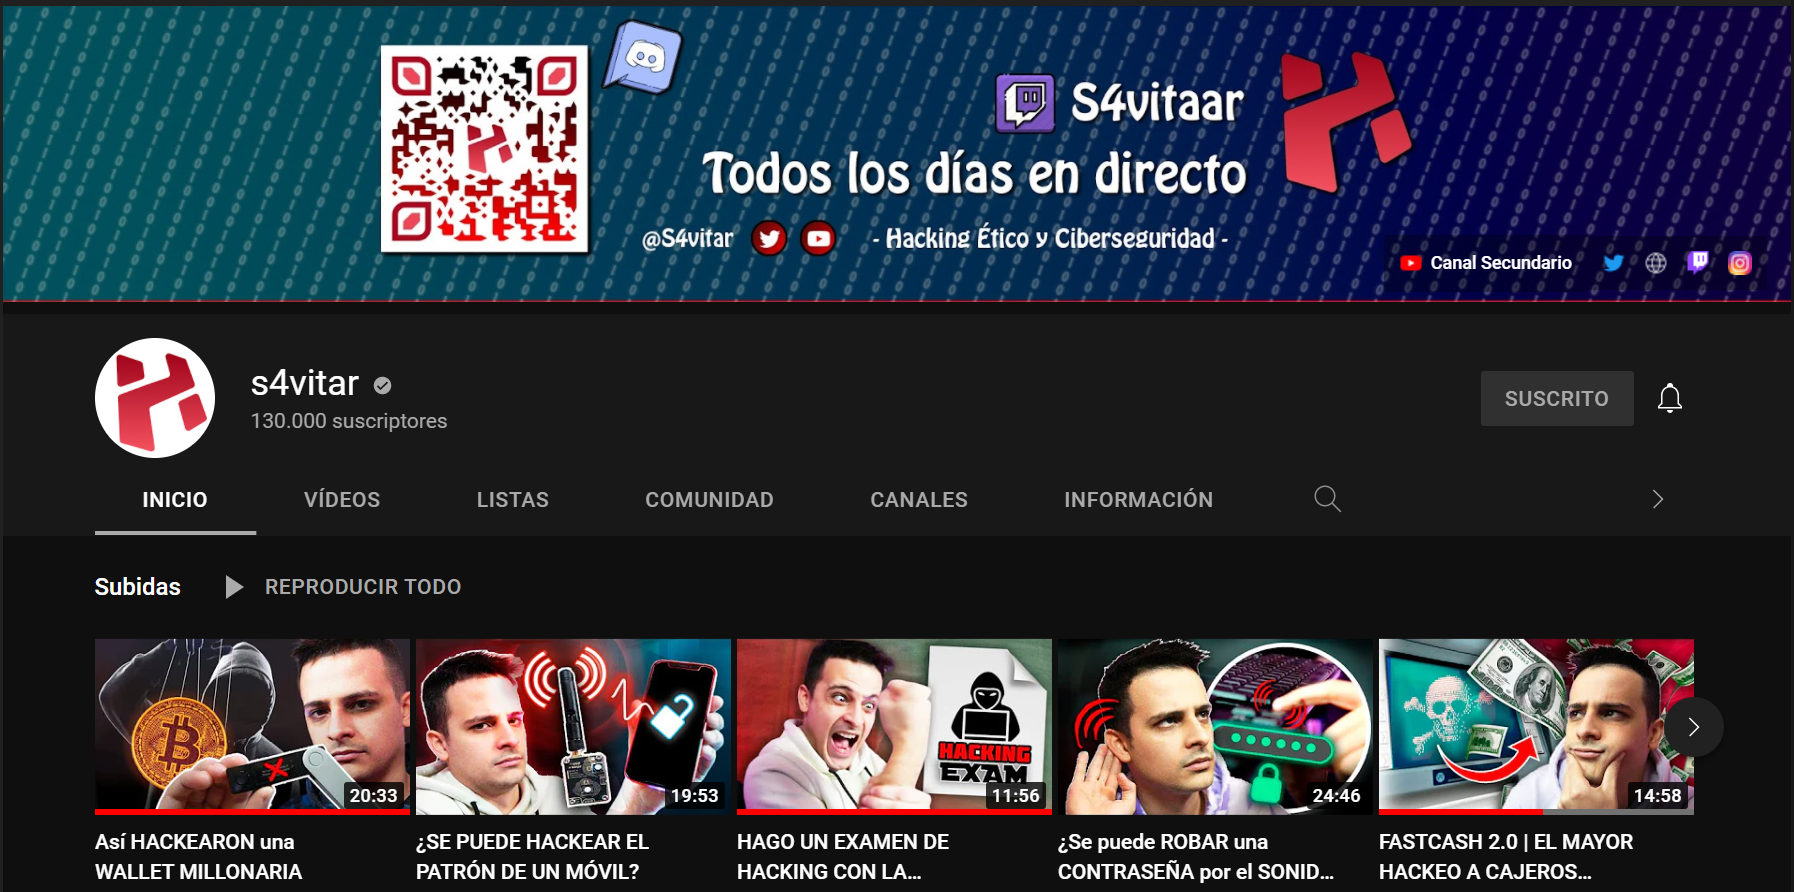 S4vitaar
Todos los días en directo
@S4vitar
- Hacking Ético y Ciberseguridad -
Canal Secundario
s4vitar
130.000 suscriptores
SUSCRITO
INICIO
VÍDEOS
LISTAS
COMUNIDAD
CANALES
INFORMACIÓN
Subidas
REPRODUCIR TODO
20:33
19:53
HACKING
EXAM
11:56
24:46
14:58
Así HACKEARON una
WALLET MILLONARIA
¿SE PUEDE HACKEAR EL
PATRÓN DE UN MÓVIL?
HAGO UN EXAMEN DE
HACKING CON LA...
¿Se puede ROBAR una
CONTRASEÑA por el SONID...
FASTCASH 2.0 | EL MAYOR
HACKEO A CAJEROS...